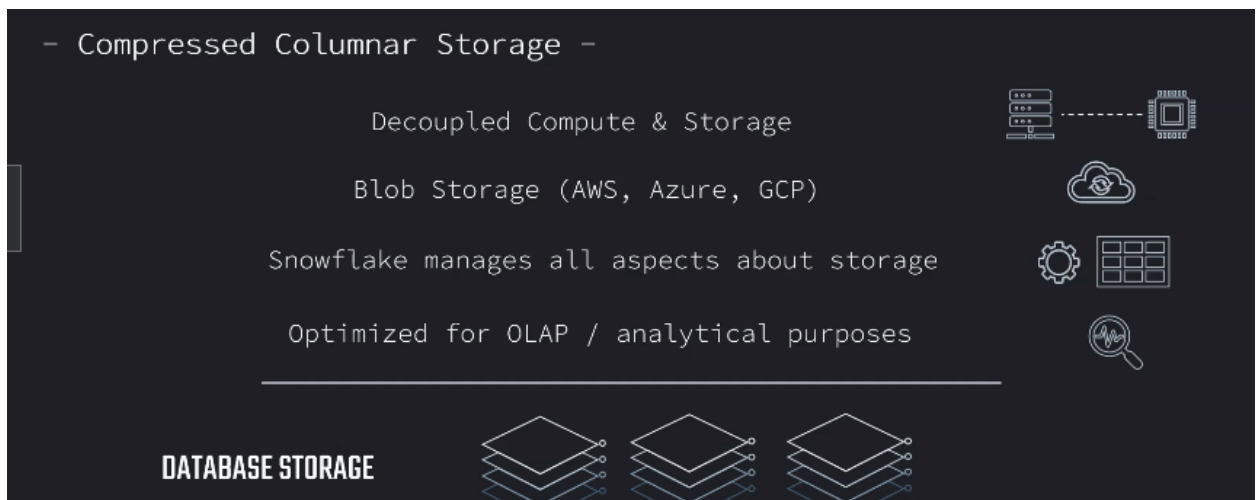 - Compressed Columnar Storage -
Decoupled Compute & Storage
Blob Storage (AWS, Azure, GCP)
Snowflake manages all aspects about storage
Optimized for OLAP / analytical purposes
DATABASE STORAGE